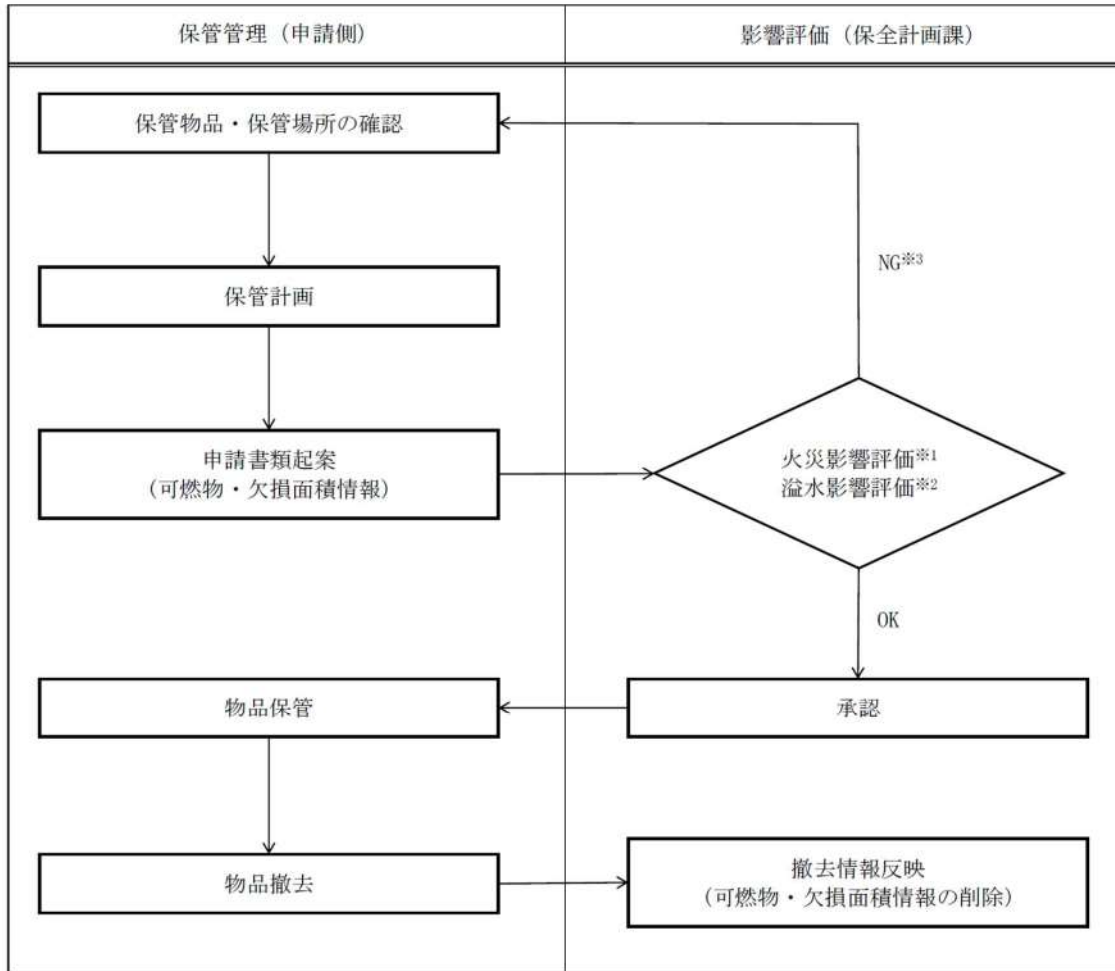 保管管理(申請側)
影響評価(保全計画課)
保管物品・保管場所の確認
NG※3
保管計画
申請書類起案
(可燃物・欠損面積情報)
火災影響評価※1
溢水影響評価※2
OK
物品保管
承認
物品撤去
撤去情報反映
(可燃物・欠損面積情報の削除)